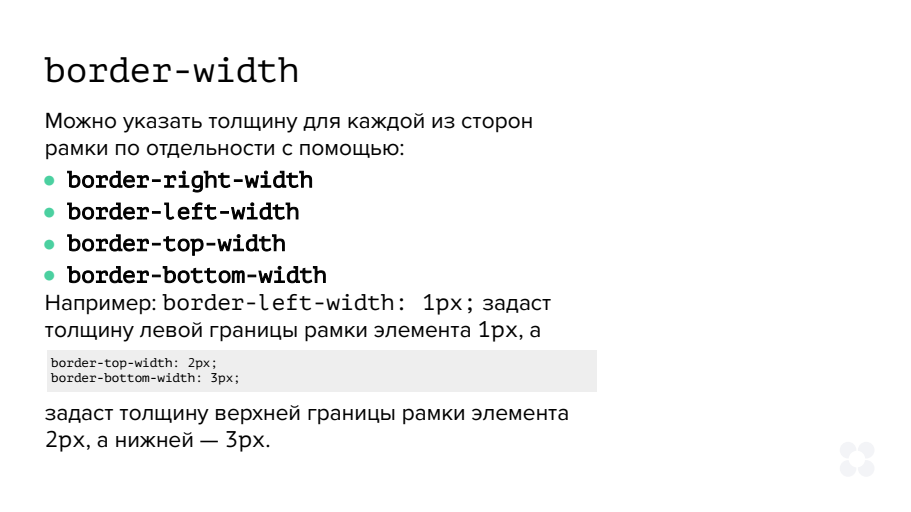 border-width
Можно указать толщину для каждой из сторон
рамки по отдельности с помощью:
border-right-width
border-left-width
border-top-width
border-bottom-width
Например: border-left-width: 1px; задаст
толщину левой границы рамки элемента 1px, а
border-top-width: 2px;
border-bottom-width: 3px;
задаст толщину верхней границы рамки элемента
2px, а нижней — 3px.